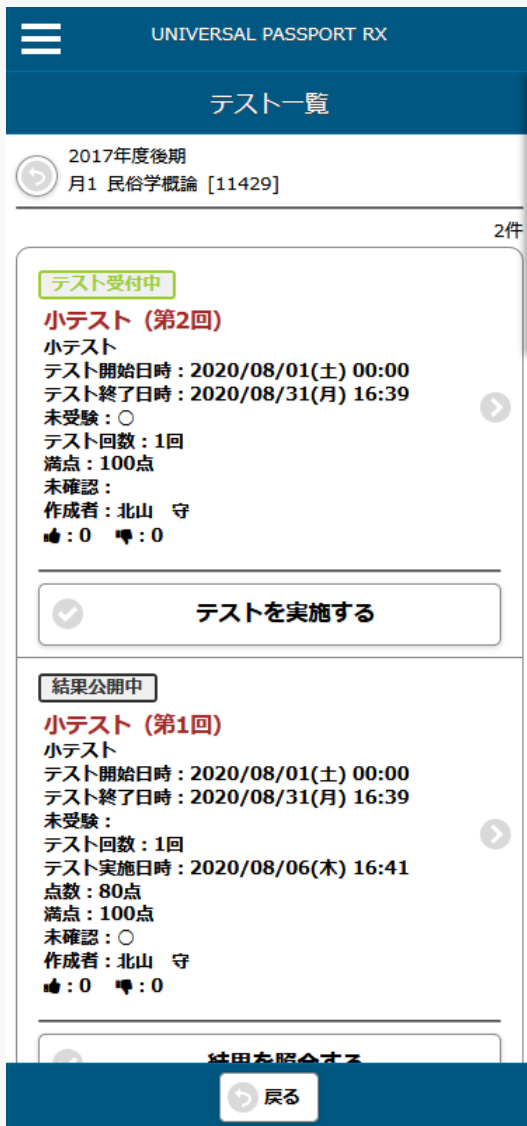 UNIVERSAL PASSPORT RX
テスト一覧
2017年度後期
月1 民俗学概論 [11429]
2件
テスト受付中
小テスト（第2回）
小テスト
テスト開始日時：2020/08/01(土) 00:00
テスト終了日時：2020/08/31(月) 16:39
未受験：○
テスト回数：1回
満点：100点
未確認：
作成者：北山　守
：0　：0
テストを実施する
結果公開中
小テスト（第1回）
小テスト
テスト開始日時：2020/08/01(土) 00:00
テスト終了日時：2020/08/31(月) 16:39
未受験：
テスト回数：1回
テスト実施日時：2020/08/06(木) 16:41
点数：80点
満点：100点
未確認：○
作成者：北山　守
：0　：0
結果を照会する
戻る